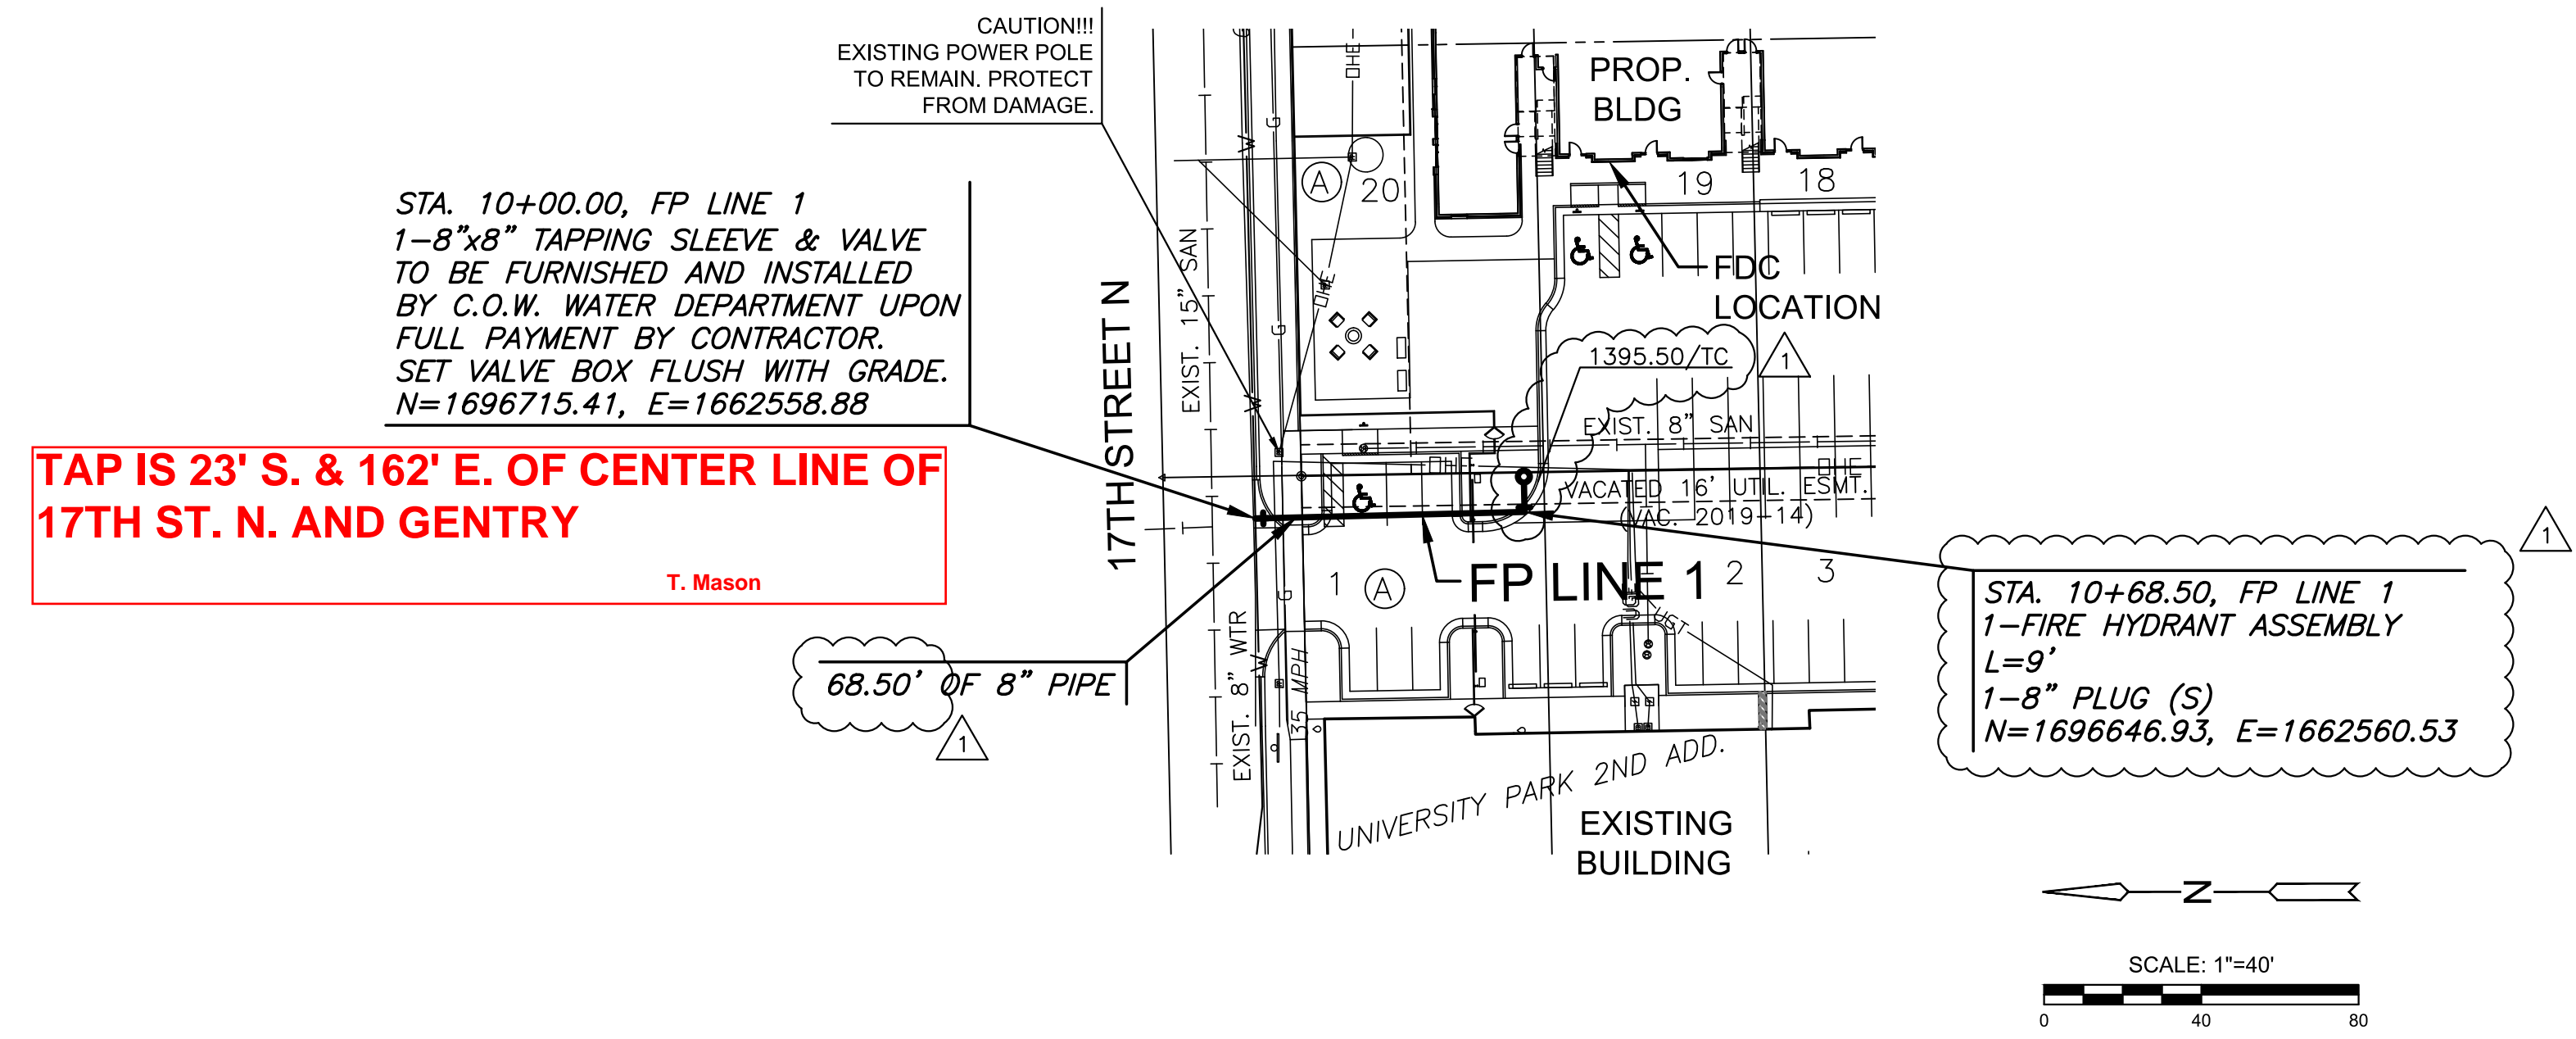 CAUTION!!!
EXISTING POWER POLE
TO REMAIN. PROTECT
FROM DAMAGE.
STA. 10+00.00, FP LINE 1
1-8"x8" TAPPING SLEEVE & VALVE
TO BE FURNISHED AND INSTALLED
BY C.O.W. WATER DEPARTMENT UPON
FULL PAYMENT BY CONTRACTOR.
SET VALVE BOX FLUSH WITH GRADE.
N=1696715.41, E=1662558.88
TAP IS 23' S. & 162' E. OF CENTER LINE OF
17TH ST. N. AND GENTRY
T. Mason
68.50' OF 8" PIPE
1
17TH STREET N
EXIST. 15" SAN
EXIST. 8" WTR
W
W
W
G
G
G
G
35 MPH
OHE
OHE
OHE
OHE
PROP.
BLDG
A
20
19
18
FDC
LOCATION
1395.50/TC
1
EXIST. 8" SAN
VACATED 16' UTIL. ESMT.
(VAC. 2019-14)
FP LINE 1
1
A
2
3
UGT
UNIVERSITY PARK 2ND ADD.
EXISTING
BUILDING
1
STA. 10+68.50, FP LINE 1
1-FIRE HYDRANT ASSEMBLY
L=9'
1-8" PLUG (S)
N=1696646.93, E=1662560.53
N
SCALE: 1"=40'
0 40 80